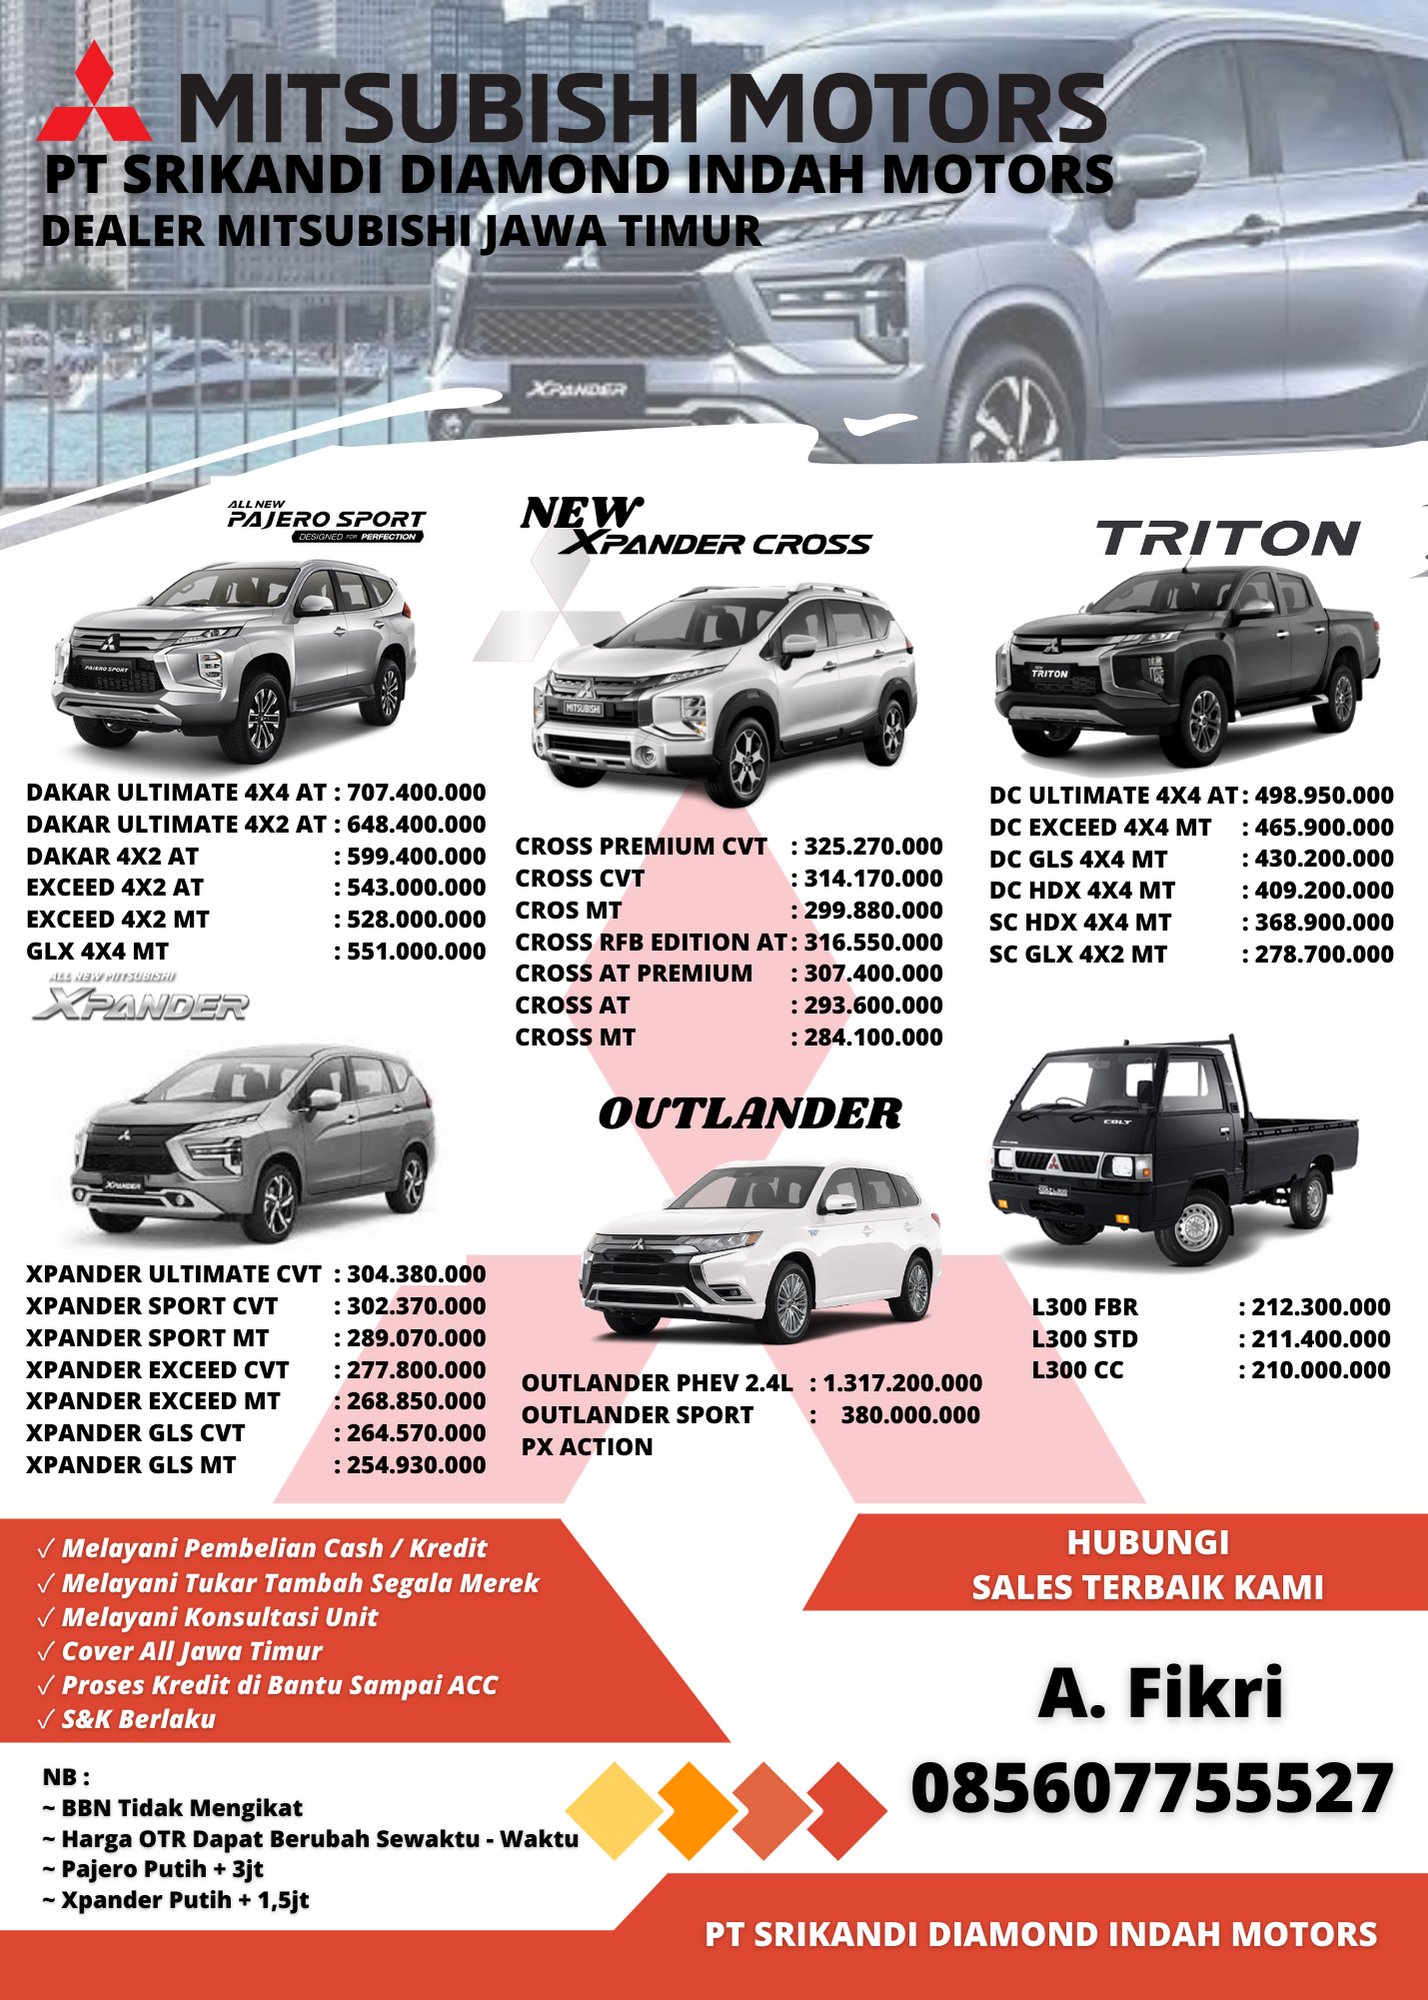 MITSUBISHI MOTORS
PT SRIKANDI DIAMOND INDAH MOTORS
DEALER MITSUBISHI JAWA TIMUR
XPANDER
ALL NEW
PAJERO SPORT
DESIGNED FOR PERFECTION
PAJERO SPORT
DAKAR ULTIMATE 4X4 AT : 707.400.000
DAKAR ULTIMATE 4X2 AT : 648.400.000
DAKAR 4X2 AT : 599.400.000
EXCEED 4X2 AT : 543.000.000
EXCEED 4X2 MT : 528.000.000
GLX 4X4 MT : 551.000.000
NEW
XPANDER CROSS
MITSUBISHI
CROSS PREMIUM CVT : 325.270.000
CROSS CVT : 314.170.000
CROS MT : 299.880.000
CROSS RFB EDITION AT : 316.550.000
CROSS AT PREMIUM : 307.400.000
CROSS AT : 293.600.000
CROSS MT : 284.100.000
TRITON
NEW
TRITON
DC ULTIMATE 4X4 AT : 498.950.000
DC EXCEED 4X4 MT : 465.900.000
DC GLS 4X4 MT : 430.200.000
DC HDX 4X4 MT : 409.200.000
SC HDX 4X4 MT : 368.900.000
SC GLX 4X2 MT : 278.700.000
ALL NEW MITSUBISHI
XPANDER
XPANDER
XPANDER ULTIMATE CVT : 304.380.000
XPANDER SPORT CVT : 302.370.000
XPANDER SPORT MT : 289.070.000
XPANDER EXCEED CVT : 277.800.000
XPANDER EXCEED MT : 268.850.000
XPANDER GLS CVT : 264.570.000
XPANDER GLS MT : 254.930.000
OUTLANDER
OUTLANDER PHEV 2.4L : 1.317.200.000
OUTLANDER SPORT : 380.000.000
PX ACTION
COLT
L300 FBR : 212.300.000
L300 STD : 211.400.000
L300 CC : 210.000.000
✓ Melayani Pembelian Cash / Kredit
✓ Melayani Tukar Tambah Segala Merek
✓ Melayani Konsultasi Unit
✓ Cover All Jawa Timur
✓ Proses Kredit di Bantu Sampai ACC
✓ S&K Berlaku
HUBUNGI
SALES TERBAIK KAMI
A. Fikri
085607755527
NB :
~ BBN Tidak Mengikat
~ Harga OTR Dapat Berubah Sewaktu - Waktu
~ Pajero Putih + 3jt
~ Xpander Putih + 1,5jt
PT SRIKANDI DIAMOND INDAH MOTORS